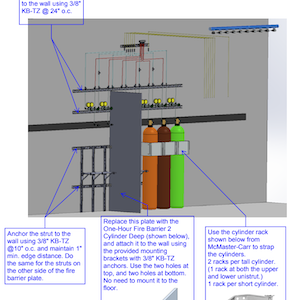 to the wall using 3/8"
KB-TZ @ 24" o.c.
Anchor the strut to the
wall using 3/8" KB-TZ
@10" o.c. and maintain 1"
min. edge distance. Do
same for the struts on
the other side of the fire
barrier plate.
Replace this plate with the
One-Hour Fire Barrier 2
Cylinder Deep (shown below),
and attach it to the wall using
the provided mounting
brackets with 3/8" KB-TZ
anchors. Use the two holes at
top, and two holes at bottom.
No need to mount it to the
floor.
Use the cylinder rack
shown below from
McMaster-Carr to strap
the cylinders.
2 racks per tall cylinder.
(1 rack at both the upper
and lower unistrut.)
1 rack per short cylinder.